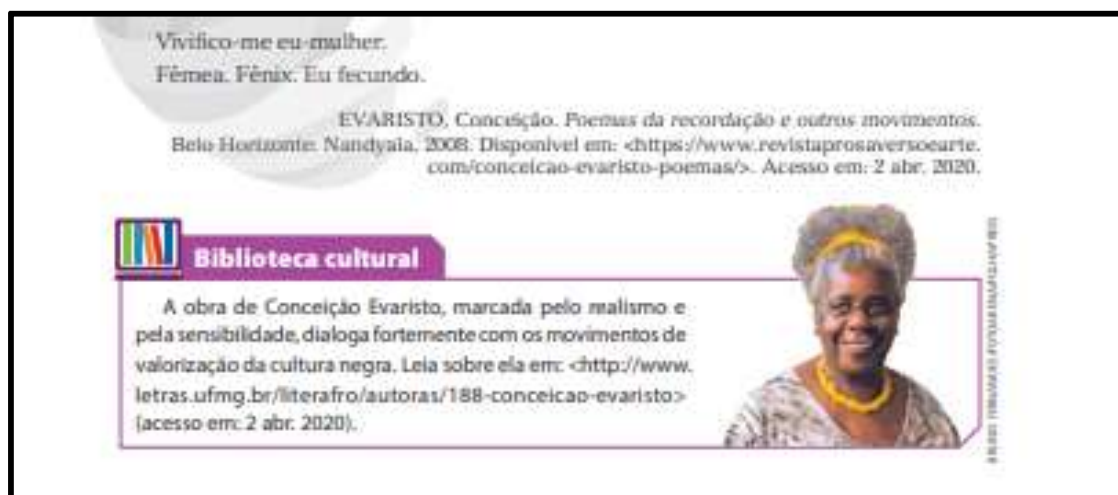 Vivifico-me eu-mulher.
Fêmea. Fênix. Eu fecundo.
EVARISTO, Conceição. Poemas da recordação e outros movimentos.
Belo Horizonte: Nandyala, 2008. Disponível em: <https://www.revistaprosaversoearte.
com/conceicao-evaristo-poemas/>. Acesso em: 2 abr. 2020.
Biblioteca cultural
A obra de Conceição Evaristo, marcada pelo realismo e
pela sensibilidade, dialoga fortemente com os movimentos de
valorização da cultura negra. Leia sobre ela em: <http://www.
letras.ufmg.br/literafro/autoras/188-conceicao-evaristo>
(acesso em: 2 abr. 2020).